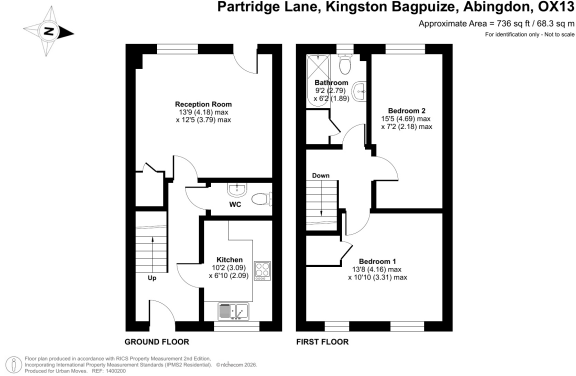 Partridge Lane, Kingston Bagpuize, Abingdon, OX13
Approximate Area = 736 sq ft / 68.3 sq m
For identification only - Not to scale
N
Reception Room
13'9 (4.18) max
x 12'5 (3.79) max
WC
Kitchen
10'2 (3.09)
x 6'10 (2.09)
Up
GROUND FLOOR
Bathroom
9'2 (2.79)
x 6'2 (1.89)
Bedroom 2
15'5 (4.69) max
x 7'2 (2.18) max
Down
Bedroom 1
13'8 (4.16) max
x 10'10 (3.31) max
FIRST FLOOR
Floor plan produced in accordance with RICS Property Measurement 2nd Edition,
Incorporating International Property Measurement Standards (IPMS2 Residential). © nichecom 2026.
Produced for Urban Moves. REF: 1400200